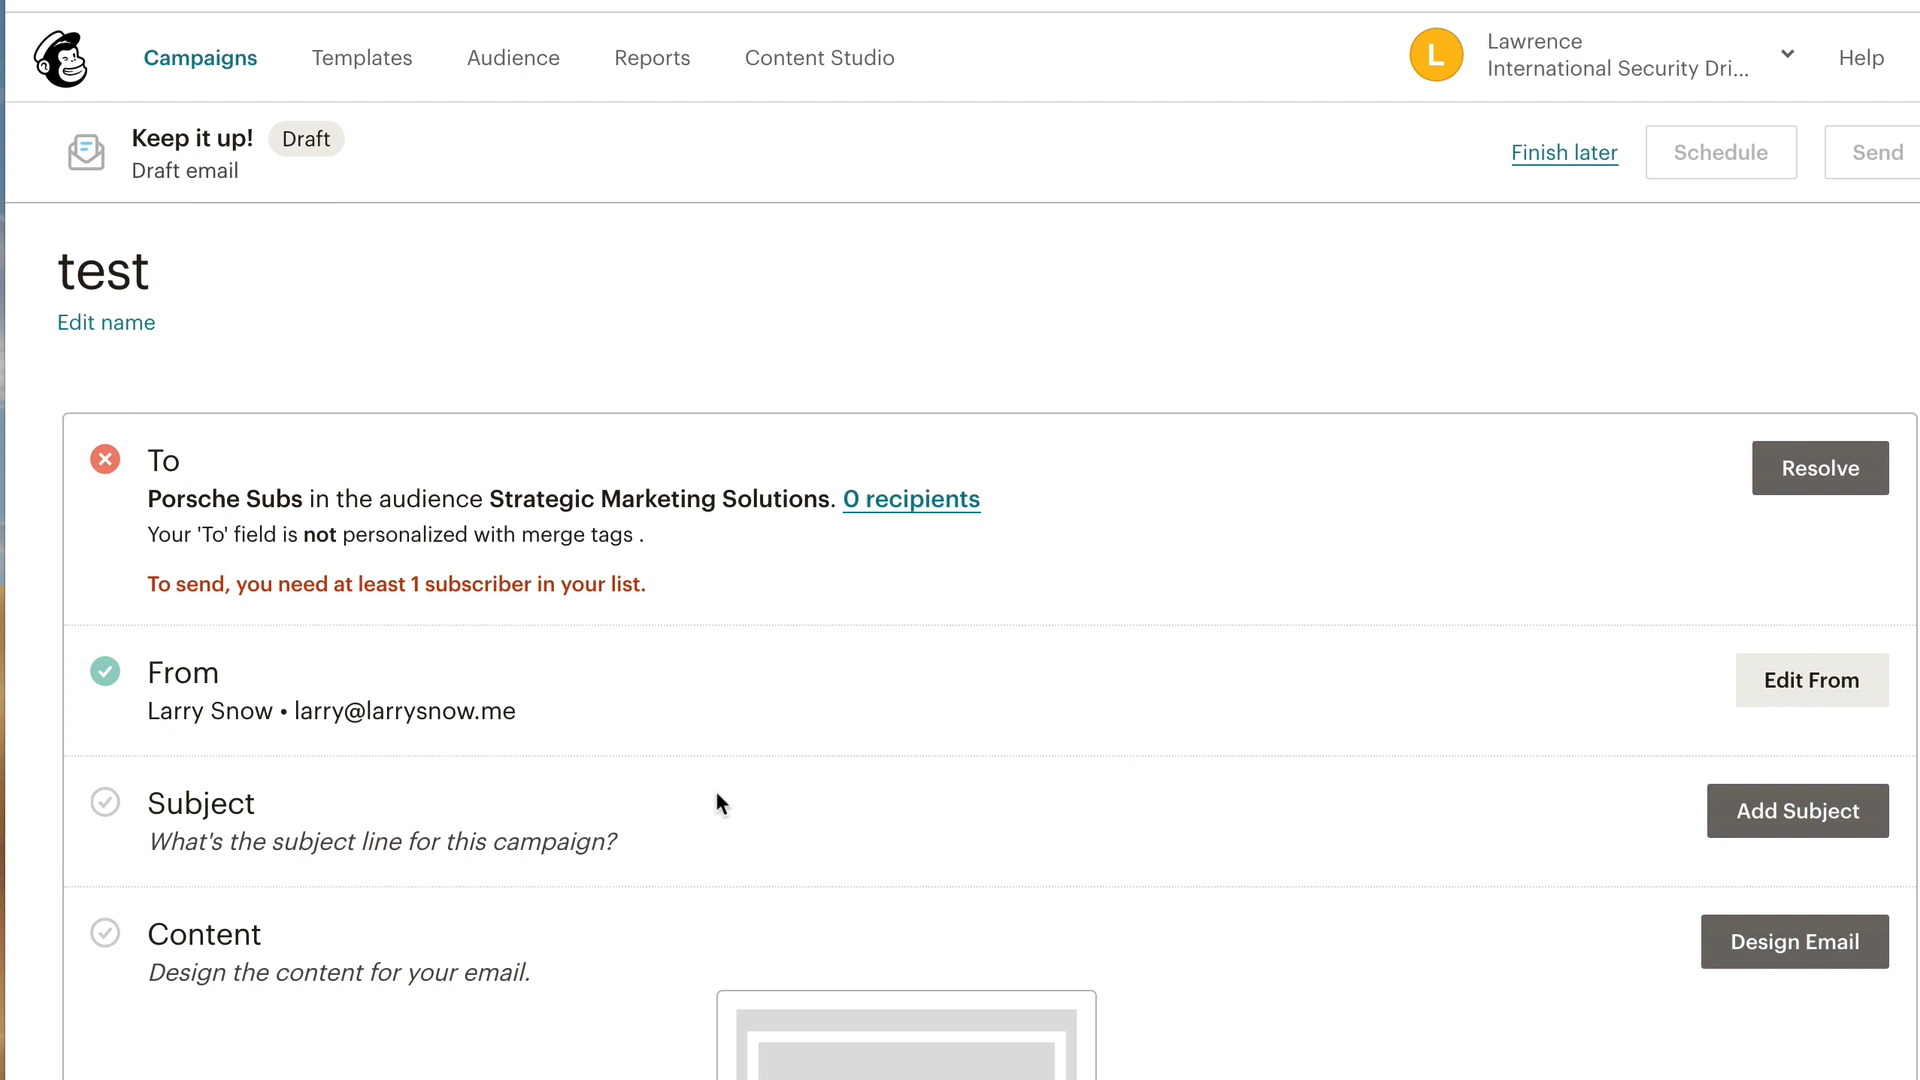 Campaigns Templates Audience Reports Content Studio
L
Lawrence
International Security Dri...
Help
Keep it up! Draft
Draft email
Finish later Schedule Send
test
Edit name
To
Resolve
Porsche Subs in the audience Strategic Marketing Solutions. 0 recipients
Your 'To' field is not personalized with merge tags .
To send, you need at least 1 subscriber in your list.
From
Edit From
Larry Snow • larry@larrysnow.me
Subject
Add Subject
What's the subject line for this campaign?
Content
Design Email
Design the content for your email.